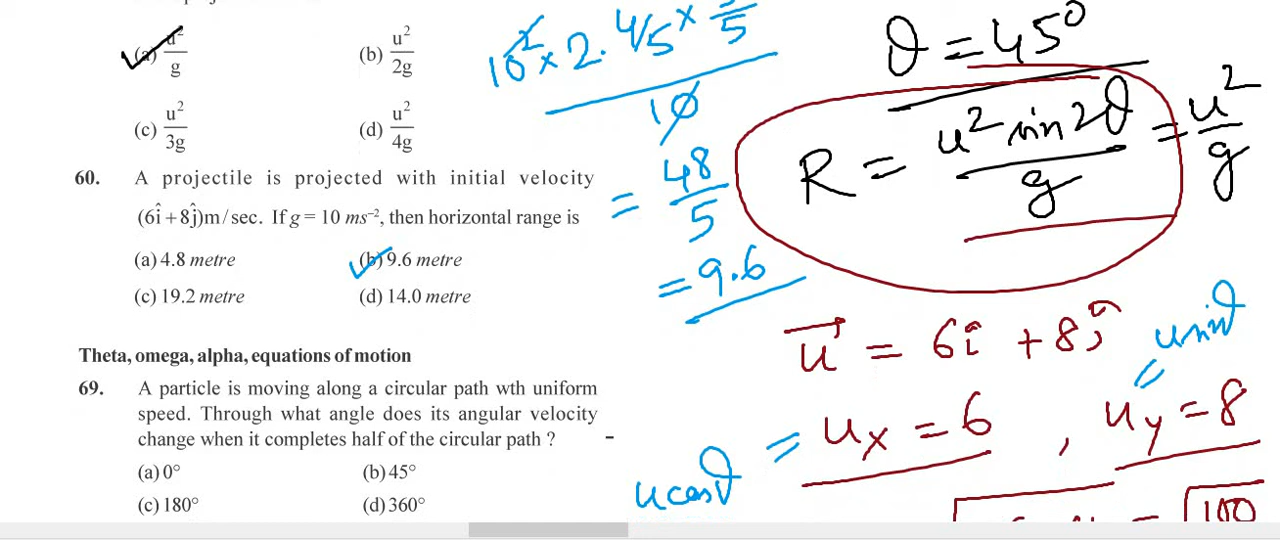 (a) u²/g
(b) u²/2g
(c) u²/3g
(d) u²/4g
60. A projectile is projected with initial velocity
(6î + 8ĵ)m/sec. If g = 10 ms⁻², then horizontal range is
(a) 4.8 metre
(b) 9.6 metre
(c) 19.2 metre
(d) 14.0 metre
Theta, omega, alpha, equations of motion
69. A particle is moving along a circular path wth uniform
speed. Through what angle does its angular velocity
change when it completes half of the circular path ?
(a) 0°
(b) 45°
(c) 180°
(d) 360°
= 48/5
= 9.6
θ = 45°
R = u² sin 2θ / g = u²/g
u⃗ = 6î + 8ĵ
u sinθ =
u cosθ = uₓ = 6 , u_y = 8
= √100